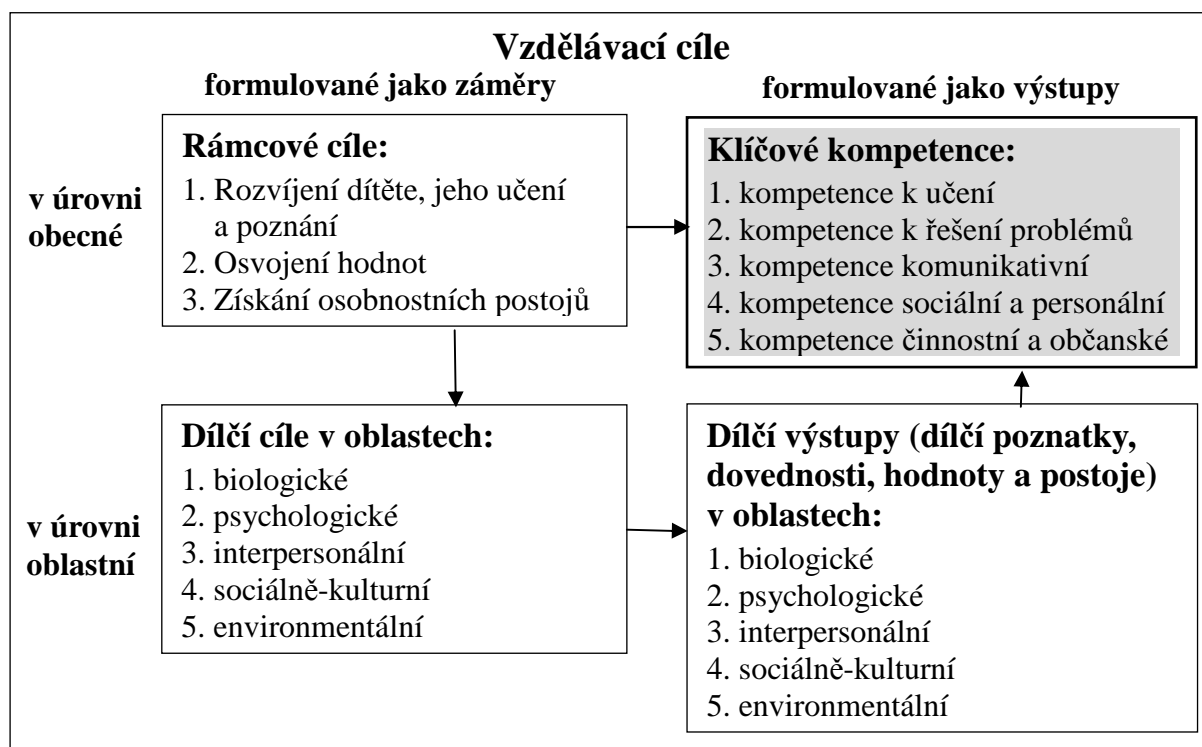 Vzdělávací cíle
formulované jako záměry
formulované jako výstupy
v úrovni
obecné
Rámcové cíle:
1. Rozvíjení dítěte, jeho učení
a poznání
2. Osvojení hodnot
3. Získání osobnostních postojů
Klíčové kompetence:
1. kompetence k učení
2. kompetence k řešení problémů
3. kompetence komunikativní
4. kompetence sociální a personální
5. kompetence činnostní a občanské
v úrovni
oblastní
Dílčí cíle v oblastech:
1. biologické
2. psychologické
3. interpersonální
4. sociálně-kulturní
5. environmentální
Dílčí výstupy (dílčí poznatky,
dovednosti, hodnoty a postoje)
v oblastech:
1. biologické
2. psychologické
3. interpersonální
4. sociálně-kulturní
5. environmentální